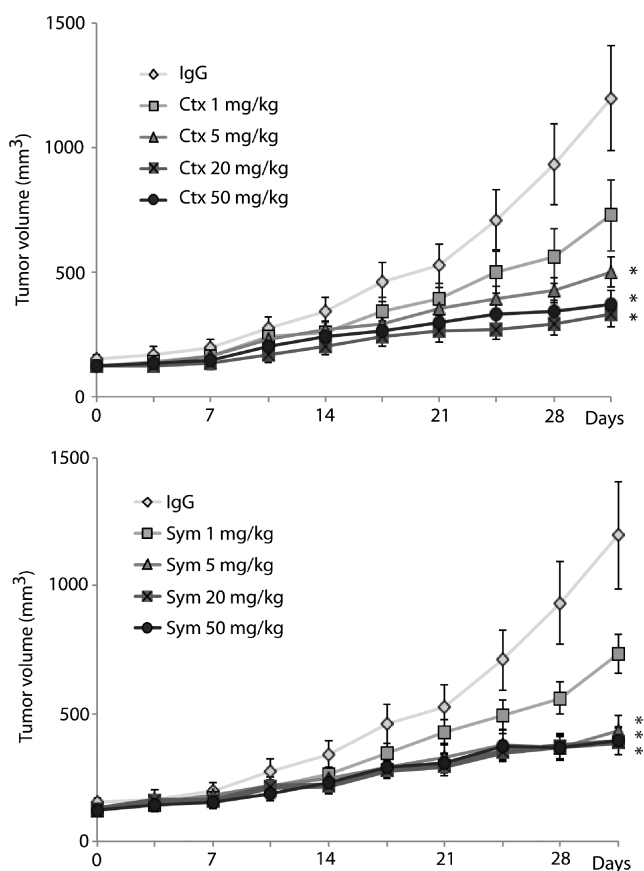 1500
1000
500
0
Tumor volume (mm³)
IgG
Ctx 1 mg/kg
Ctx 5 mg/kg
Ctx 20 mg/kg
Ctx 50 mg/kg
*
*
*
0 7 14 21 28 Days
1500
1000
500
0
Tumor volume (mm³)
IgG
Sym 1 mg/kg
Sym 5 mg/kg
Sym 20 mg/kg
Sym 50 mg/kg
*
*
*
0 7 14 21 28 Days